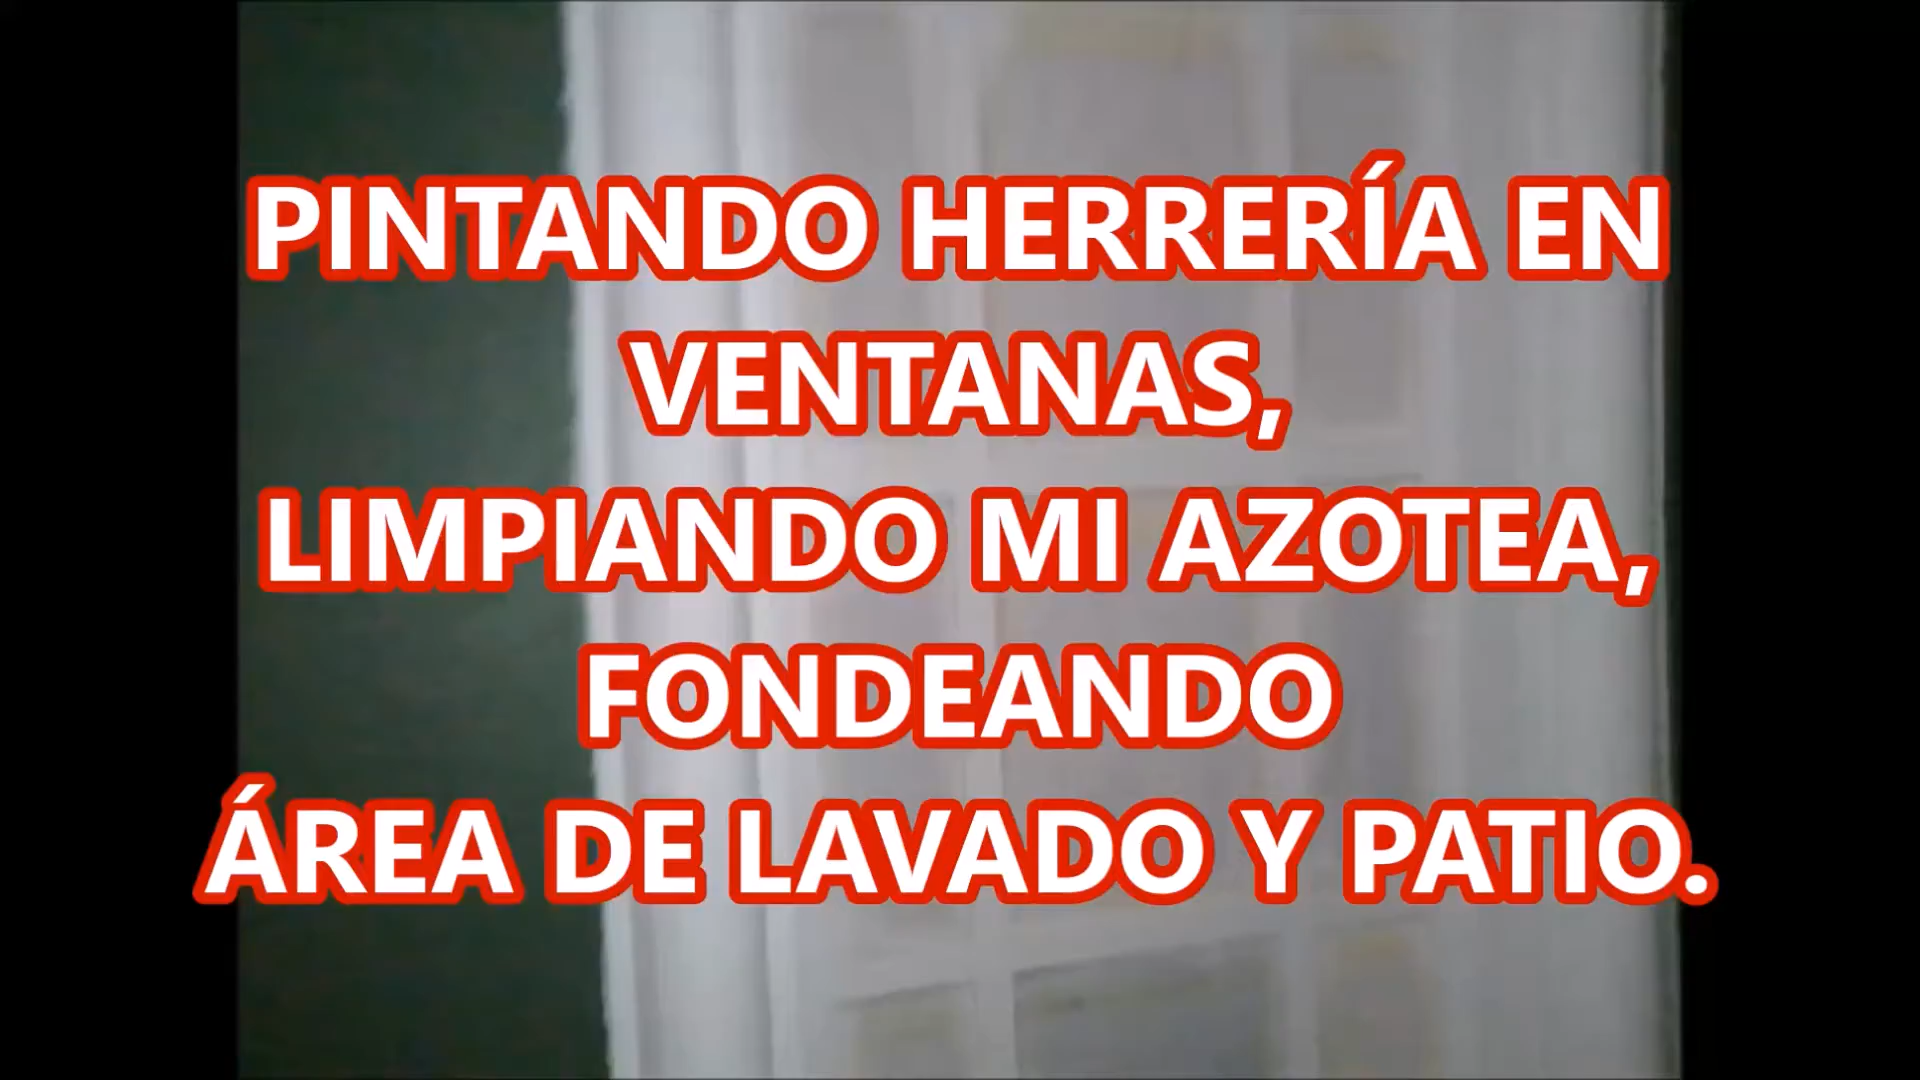 PINTANDO HERRERÍA EN
VENTANAS,
LIMPIANDO MI AZOTEA,
FONDEANDO
ÁREA DE LAVADO Y PATIO.